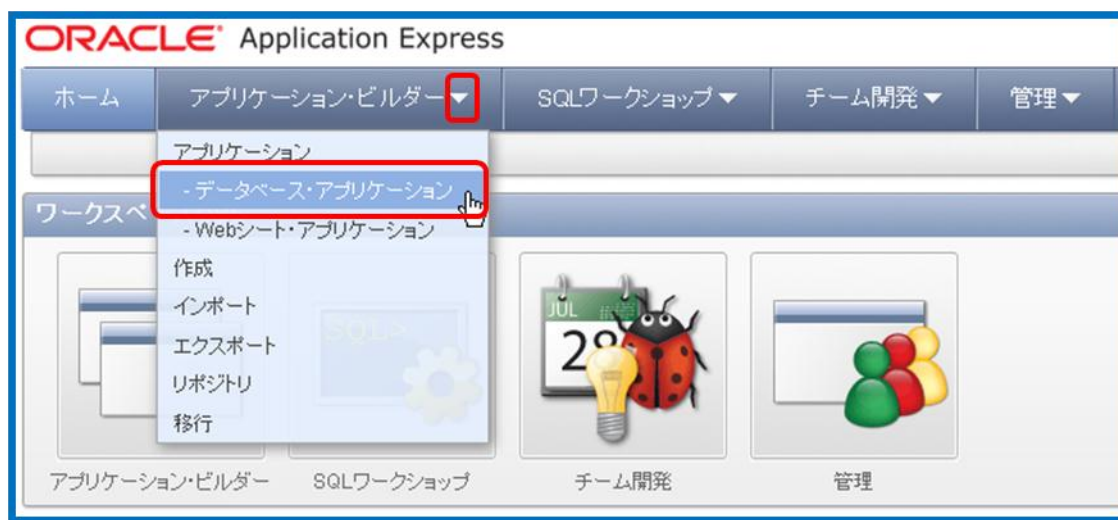 ORACLE Application Express
ホーム アプリケーション・ビルダー▼ SQLワークショップ▼ チーム開発▼ 管理▼
アプリケーション
- データベース・アプリケーション
- Webシート・アプリケーション
作成
インポート
エクスポート
リポジトリ
移行
ワークスペ
SQL>
JUL
28
アプリケーション・ビルダー SQLワークショップ チーム開発 管理